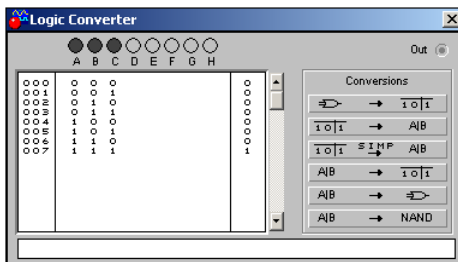 Logic Converter
A B C D E F G H
Out
000 0 0 0 0
001 0 0 1 0
002 0 1 0 0
003 0 1 1 0
004 1 0 0 0
005 1 0 1 0
006 1 1 0 0
007 1 1 1 1
Conversions
→ 1 0|1
1 0|1 → A|B
1 0|1 SIMP → A|B
A|B → 1 0|1
A|B →
A|B → NAND